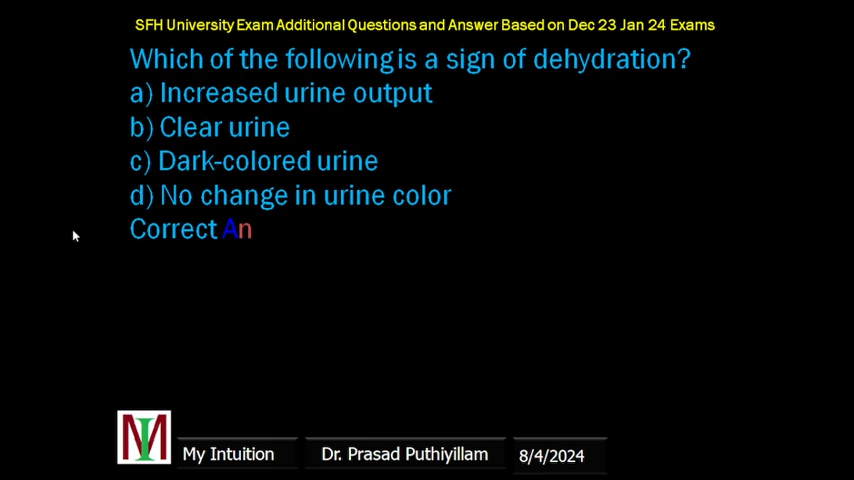 SFH University Exam Additional Questions and Answer Based on Dec 23 Jan 24 Exams
Which of the following is a sign of dehydration?
a) Increased urine output
b) Clear urine
c) Dark-colored urine
d) No change in urine color
Correct An
MI
My Intuition
Dr. Prasad Puthiyillam
8/4/2024